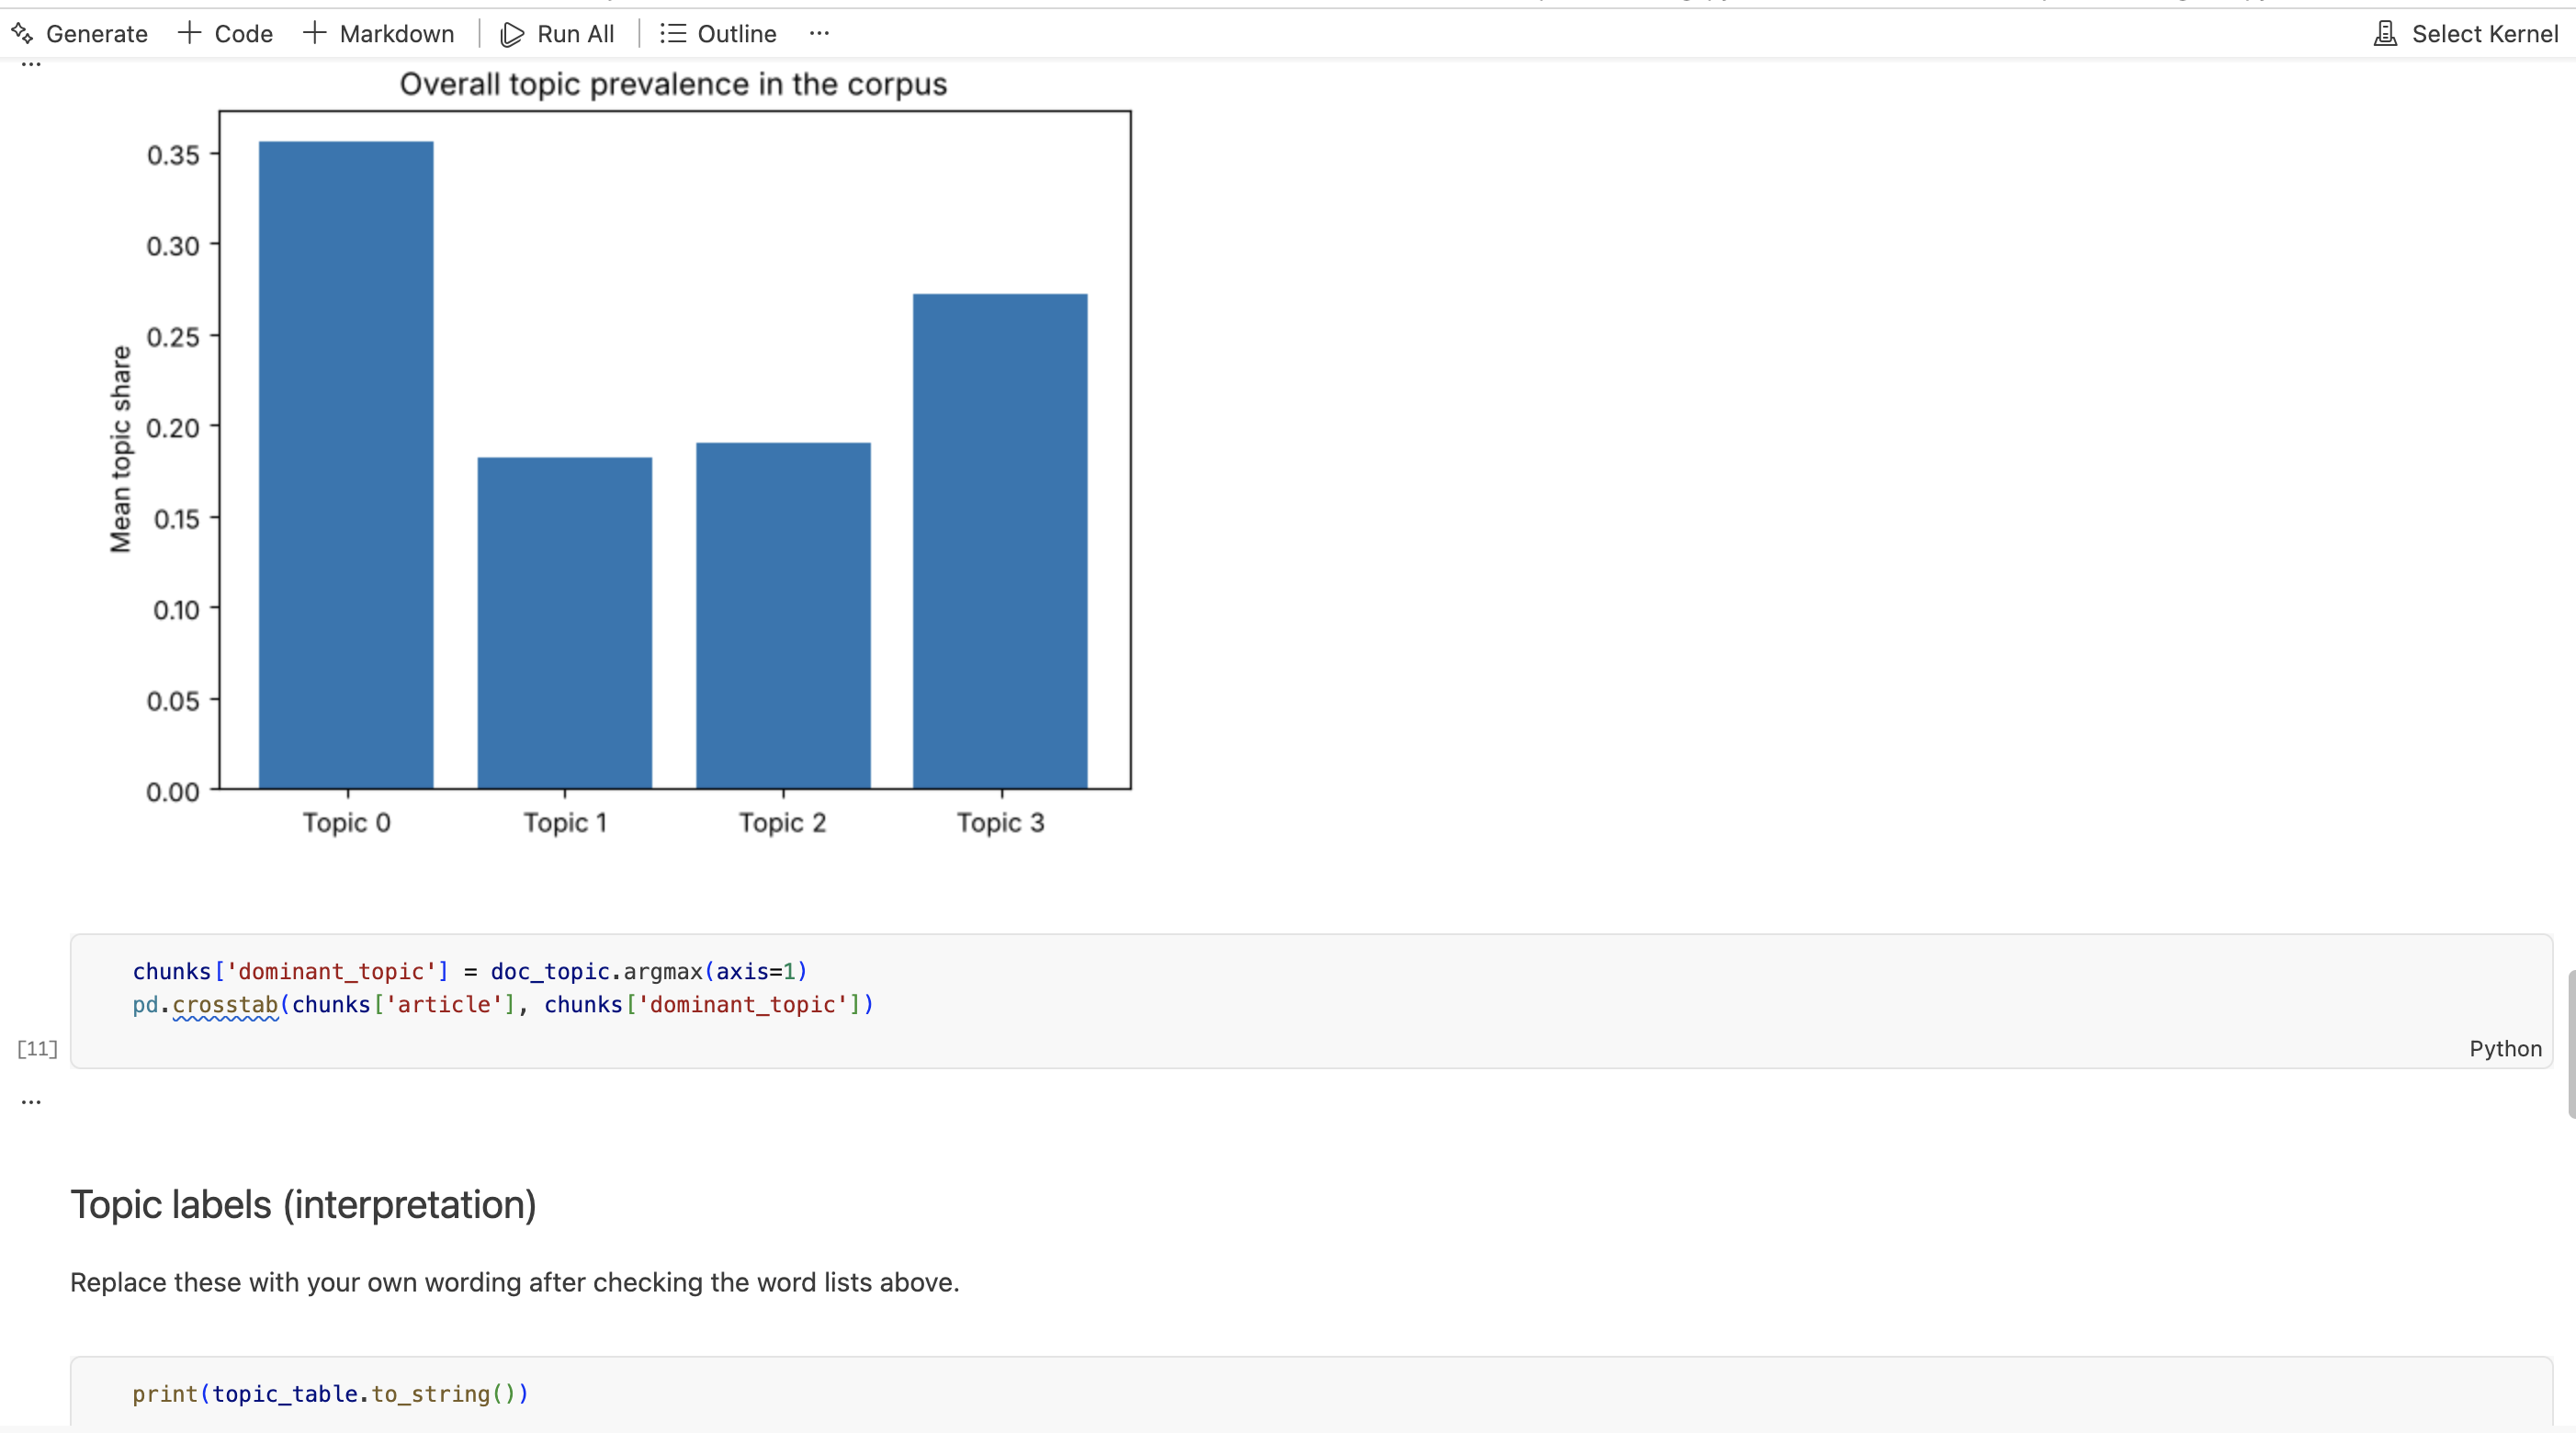 Generate + Code + Markdown Run All Outline ... Select Kernel
...
Overall topic prevalence in the corpus
Mean topic share
0.35
0.30
0.25
0.20
0.15
0.10
0.05
0.00
Topic 0 Topic 1 Topic 2 Topic 3
chunks['dominant_topic'] = doc_topic.argmax(axis=1)
pd.crosstab(chunks['article'], chunks['dominant_topic'])
[11] Python
...
Topic labels (interpretation)
Replace these with your own wording after checking the word lists above.
print(topic_table.to_string())